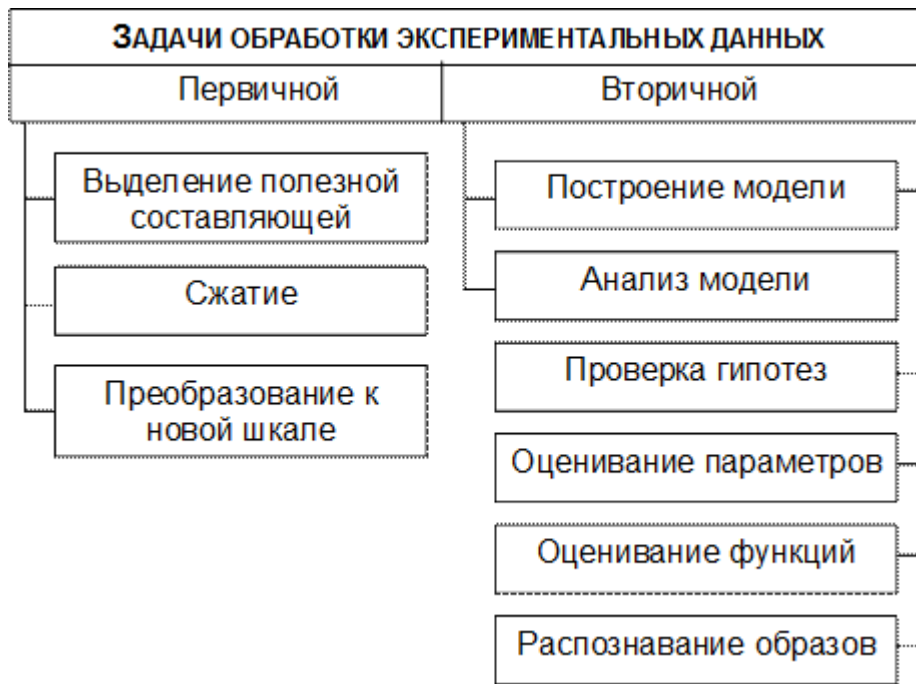 ЗАДАЧИ ОБРАБОТКИ ЭКСПЕРИМЕНТАЛЬНЫХ ДАННЫХ
Первичной
Вторичной
Выделение полезной
составляющей
Сжатие
Преобразование к
новой шкале
Построение модели
Анализ модели
Проверка гипотез
Оценивание параметров
Оценивание функций
Распознавание образов